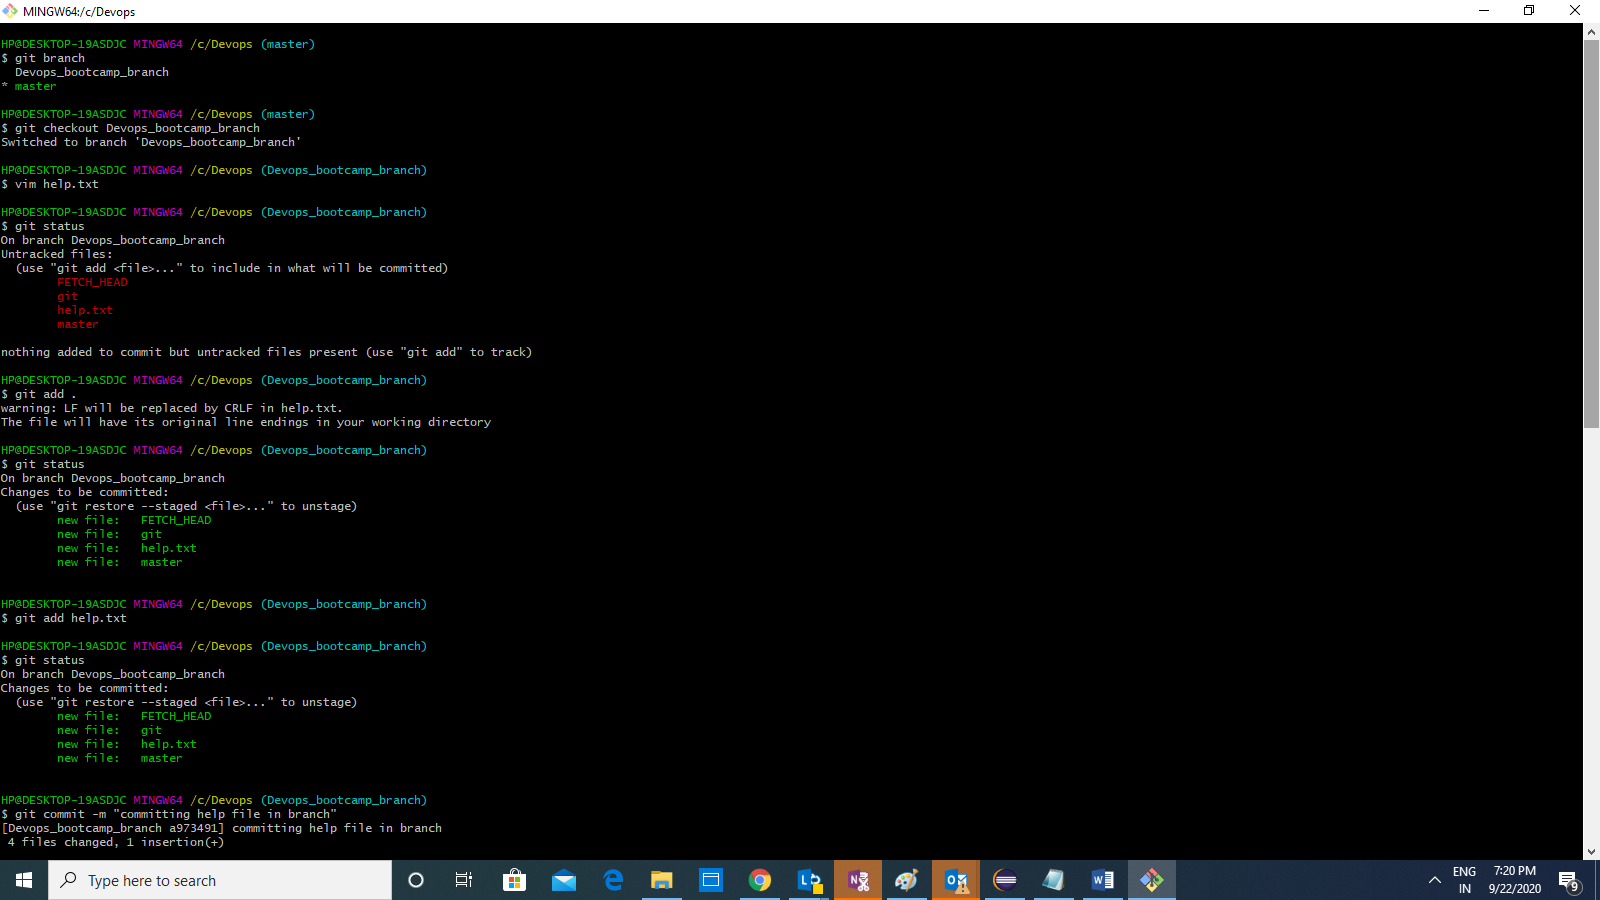 MINGW64:/c/Devops
HP@DESKTOP-19ASDJC MINGW64 /c/Devops (master)
$ git branch
  Devops_bootcamp_branch
* master
HP@DESKTOP-19ASDJC MINGW64 /c/Devops (master)
$ git checkout Devops_bootcamp_branch
Switched to branch 'Devops_bootcamp_branch'
HP@DESKTOP-19ASDJC MINGW64 /c/Devops (Devops_bootcamp_branch)
$ vim help.txt
HP@DESKTOP-19ASDJC MINGW64 /c/Devops (Devops_bootcamp_branch)
$ git status
On branch Devops_bootcamp_branch
Untracked files:
  (use "git add <file>..." to include in what will be committed)
        FETCH_HEAD
        git
        help.txt
        master
nothing added to commit but untracked files present (use "git add" to track)
HP@DESKTOP-19ASDJC MINGW64 /c/Devops (Devops_bootcamp_branch)
$ git add .
warning: LF will be replaced by CRLF in help.txt.
The file will have its original line endings in your working directory
HP@DESKTOP-19ASDJC MINGW64 /c/Devops (Devops_bootcamp_branch)
$ git status
On branch Devops_bootcamp_branch
Changes to be committed:
  (use "git restore --staged <file>..." to unstage)
        new file:   FETCH_HEAD
        new file:   git
        new file:   help.txt
        new file:   master
HP@DESKTOP-19ASDJC MINGW64 /c/Devops (Devops_bootcamp_branch)
$ git add help.txt
HP@DESKTOP-19ASDJC MINGW64 /c/Devops (Devops_bootcamp_branch)
$ git status
On branch Devops_bootcamp_branch
Changes to be committed:
  (use "git restore --staged <file>..." to unstage)
        new file:   FETCH_HEAD
        new file:   git
        new file:   help.txt
        new file:   master
HP@DESKTOP-19ASDJC MINGW64 /c/Devops (Devops_bootcamp_branch)
$ git commit -m "committing help file in branch"
[Devops_bootcamp_branch a973491] committing help file in branch
 4 files changed, 1 insertion(+)
Type here to search
ENG
IN
7:20 PM
9/22/2020
9